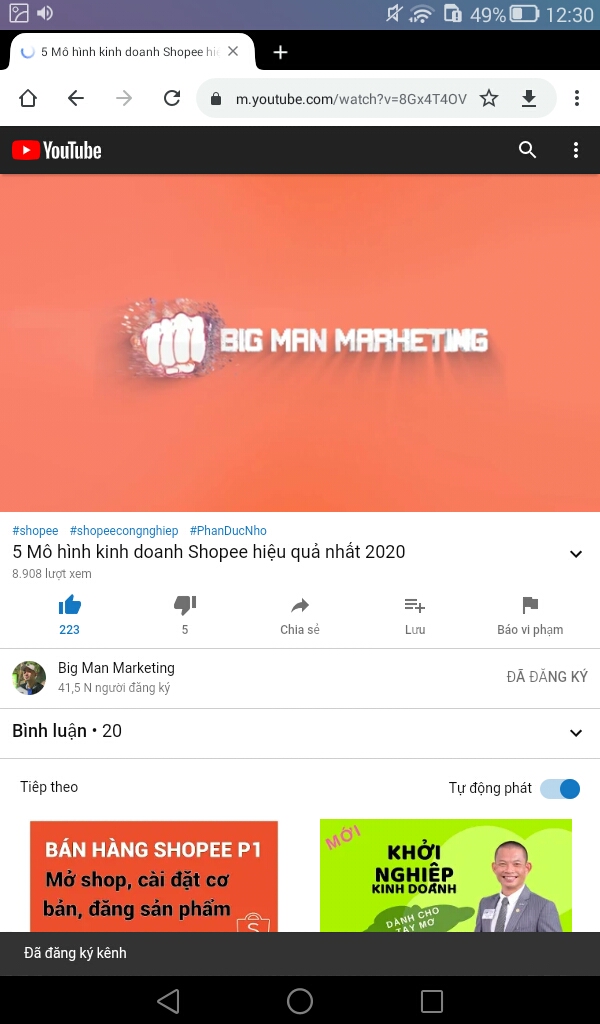 49% 12:30
5 Mô hình kinh doanh Shopee hiệ
m.youtube.com/watch?v=8Gx4T4OV
YouTube
BIG MAN MARKETING
#shopee #shopeecongnghiep #PhanDucNho
5 Mô hình kinh doanh Shopee hiệu quả nhất 2020
8.908 lượt xem
223 5 Chia sẻ Lưu Báo vi phạm
Big Man Marketing
41,5 N người đăng ký
ĐÃ ĐĂNG KÝ
Bình luận • 20
Tiếp theo
Tự động phát
BÁN HÀNG SHOPEE P1
Mở shop, cài đặt cơ
bản, đăng sản phẩm
S
MỚI
KHỞI
NGHIỆP
KINH DOANH
DÀNH CHO
TAY MƠ
Đã đăng ký kênh